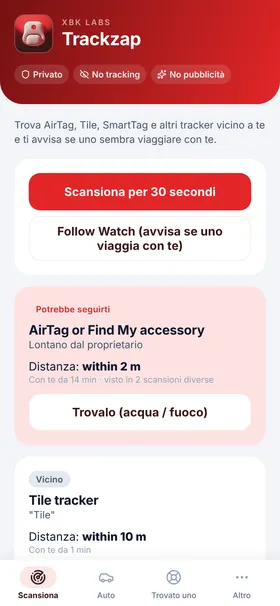 XBK LABS
Trackzap
Privato
No tracking
No pubblicità
Trova AirTag, Tile, SmartTag e altri tracker vicino a te
e ti avvisa se uno sembra viaggiare con te.
Scansiona per 30 secondi
Follow Watch (avvisa se uno
viaggia con te)
Potrebbe seguirti
AirTag or Find My accessory
Lontano dal proprietario
Distanza: within 2 m
Con te da 14 min · visto in 2 scansioni diverse
Trovalo (acqua / fuoco)
Vicino
Tile tracker
"Tile"
Distanza: within 10 m
Con te da 1 min
Scansiona
Auto
Trovato uno
Altro